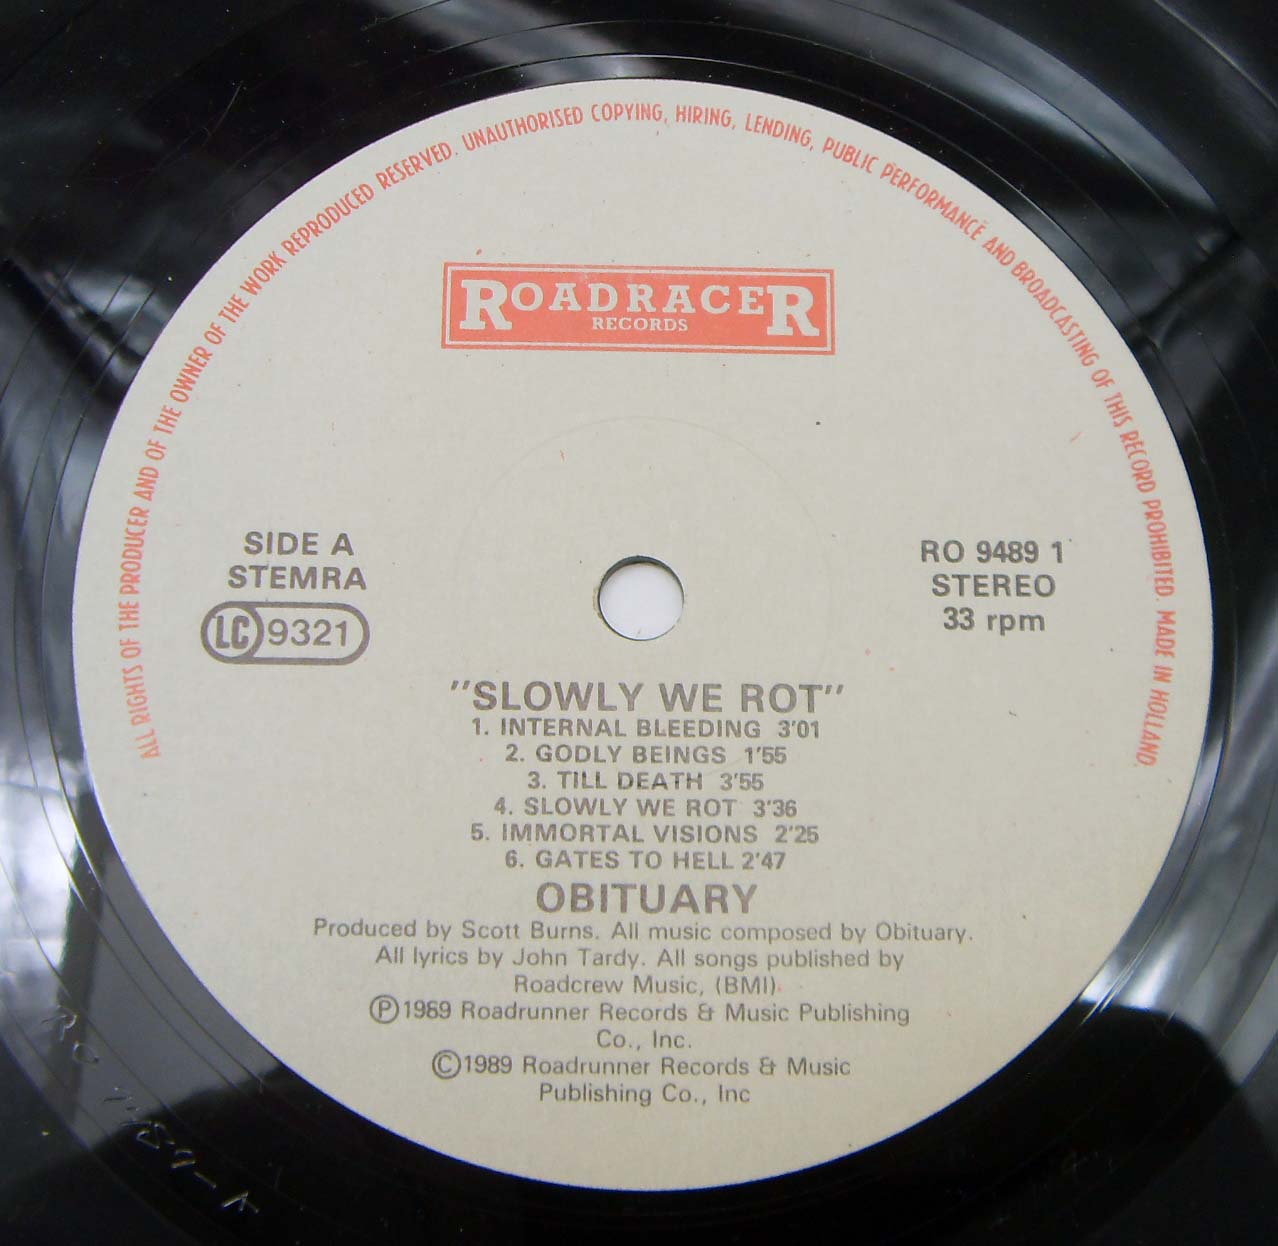 ALL RIGHTS OF THE PRODUCER AND OF THE OWNER OF THE WORK REPRODUCED RESERVED. UNAUTHORISED COPYING, HIRING, LENDING, PUBLIC PERFORMANCE AND BROADCASTING OF THIS RECORD PROHIBITED. MADE IN HOLLAND.
ROADRACER
RECORDS
SIDE A
STEMRA
LC 9321
RO 9489 1
STEREO
33 rpm
"SLOWLY WE ROT"
1. INTERNAL BLEEDING 3'01
2. GODLY BEINGS 1'55
3. TILL DEATH 3'55
4. SLOWLY WE ROT 3'36
5. IMMORTAL VISIONS 2'25
6. GATES TO HELL 2'47
OBITUARY
Produced by Scott Burns. All music composed by Obituary.
All lyrics by John Tardy. All songs published by
Roadcrew Music, (BMI).
Ⓟ1989 Roadrunner Records & Music Publishing
Co., Inc.
©1989 Roadrunner Records & Music
Publishing Co., Inc